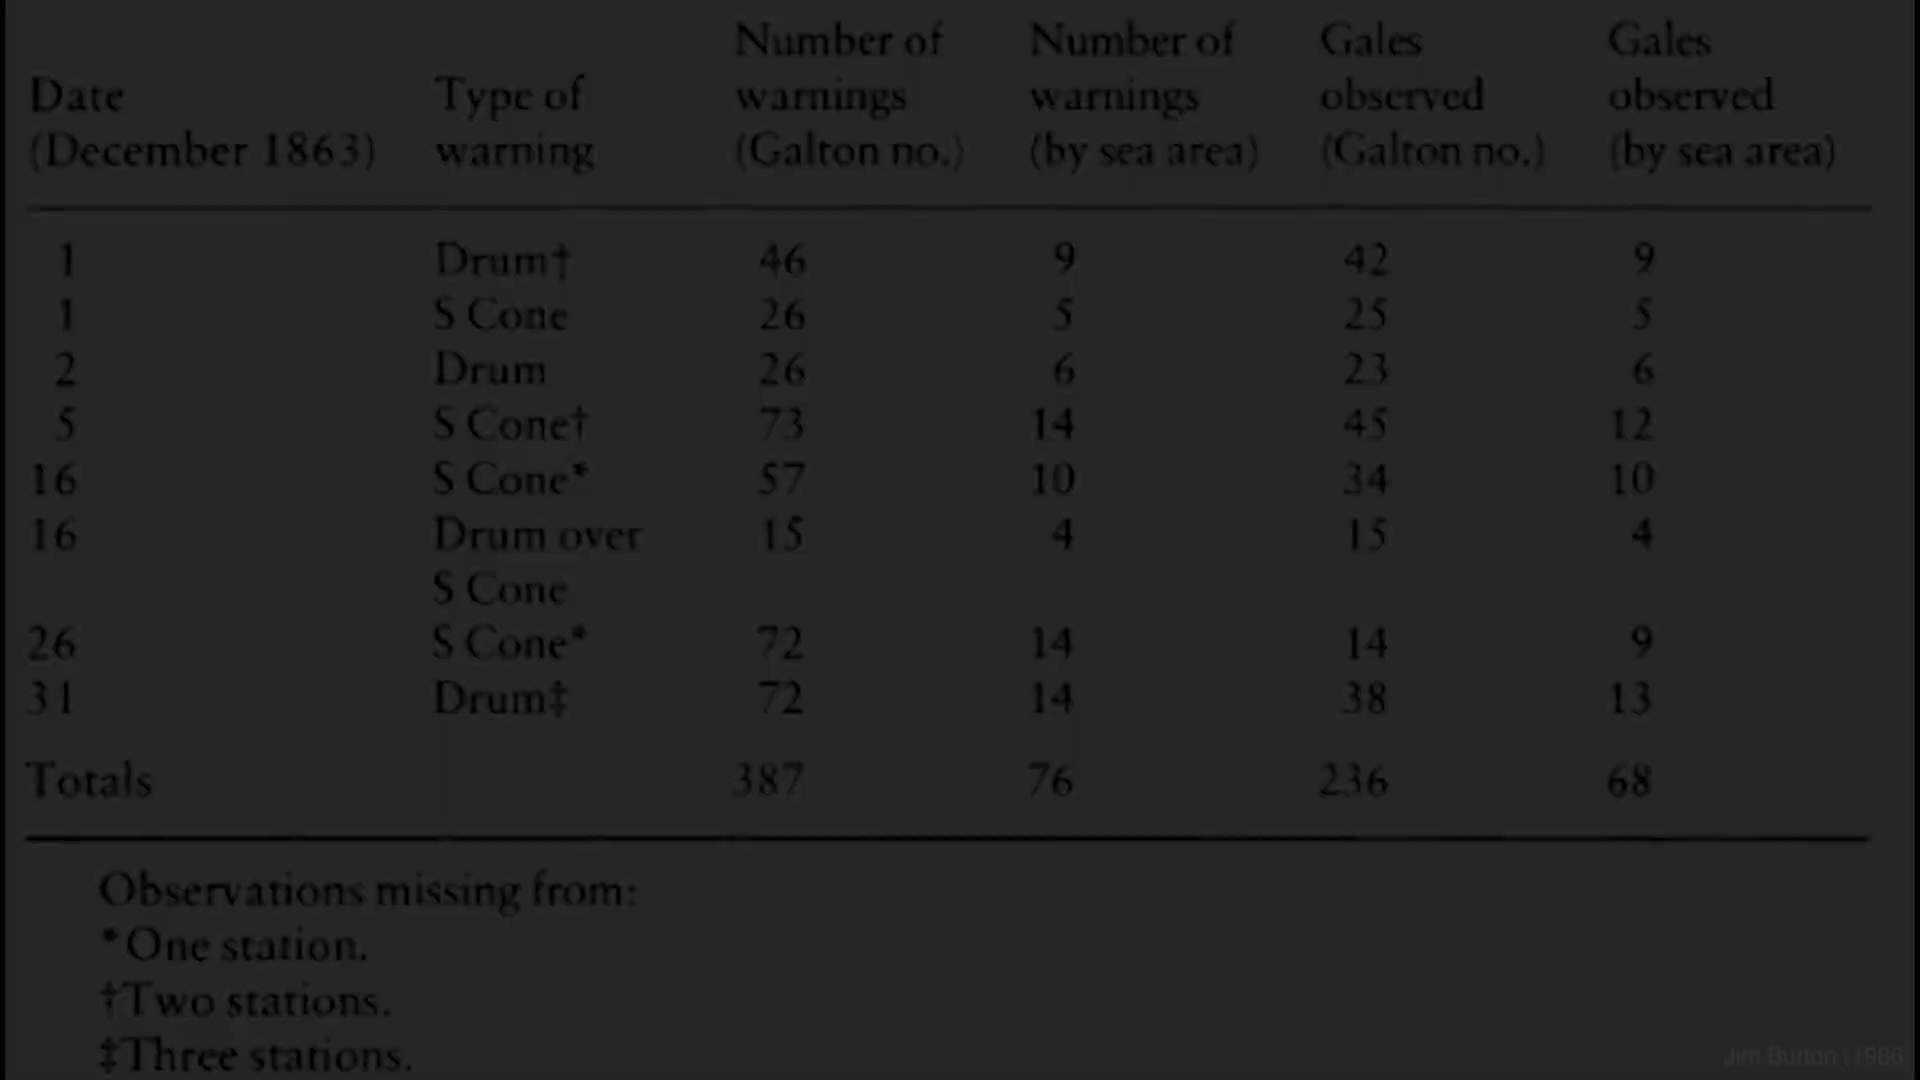 Number of Number of Gales Gales
Date Type of warnings warnings observed observed
(December 1863) warning (Galton no.) (by sea area) (Galton no.) (by sea area)
1 Drum† 46 9 42 9
1 S Cone 26 5 25 5
2 Drum 26 6 23 6
5 S Cone† 73 14 45 12
16 S Cone* 57 10 34 10
16 Drum over 15 4 15 4
S Cone
26 S Cone* 72 14 14 9
31 Drum‡ 72 14 38 13
Totals 387 76 236 68
Observations missing from:
*One station.
†Two stations.
‡Three stations.
Jim Burton (1986